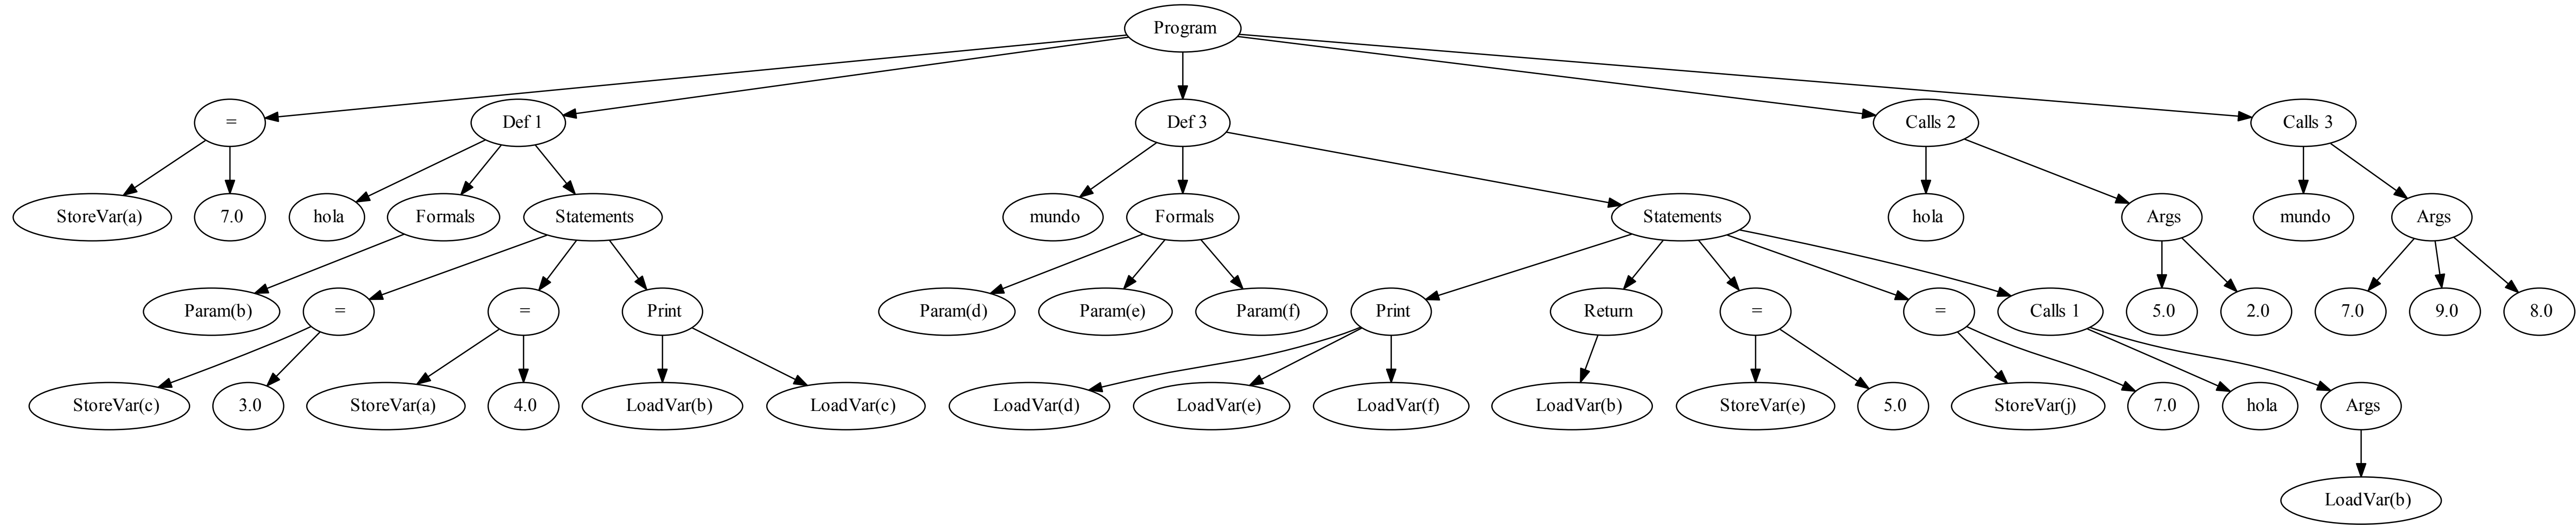 Program
= Def 1 Def 3 Calls 2 Calls 3
StoreVar(a) 7.0 hola Formals Statements mundo Formals Statements hola Args mundo Args
Param(b) = = Print Param(d) Param(e) Param(f) Print Return = = Calls 1 5.0 2.0 7.0 9.0 8.0
StoreVar(c) 3.0 StoreVar(a) 4.0 LoadVar(b) LoadVar(c) LoadVar(d) LoadVar(e) LoadVar(f) LoadVar(b) StoreVar(e) 5.0 StoreVar(j) 7.0 hola Args
LoadVar(b)